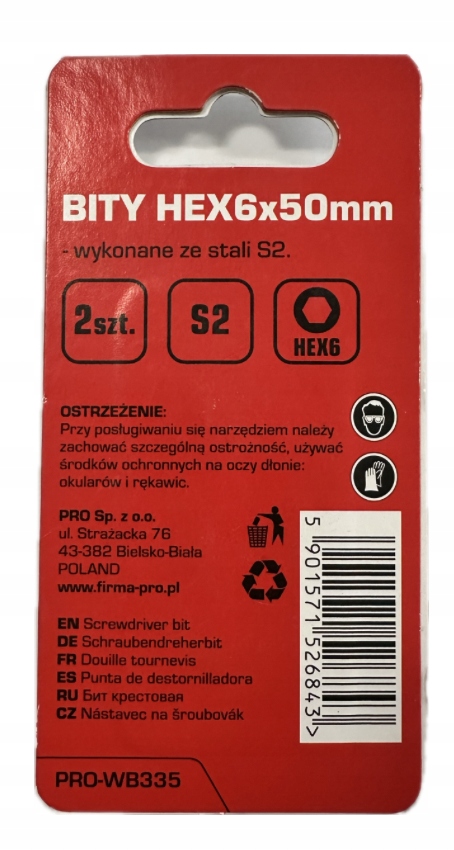 BITY HEX6x50mm
- wykonane ze stali S2.
2szt.
S2
HEX6
OSTRZEŻENIE:
Przy posługiwaniu się narzędziem należy
zachować szczególną ostrożność, używać
środków ochronnych na oczy dłonie:
okularów i rękawic.
PRO Sp. z o.o.
ul. Strażacka 76
43-382 Bielsko-Biała
POLAND
www.firma-pro.pl
EN Screwdriver bit
DE Schraubendreherbit
FR Douille tournevis
ES Punta de destornilladora
RU Бит крестовая
CZ Nástavec na šroubovák
5 901571 526843 >
PRO-WB335